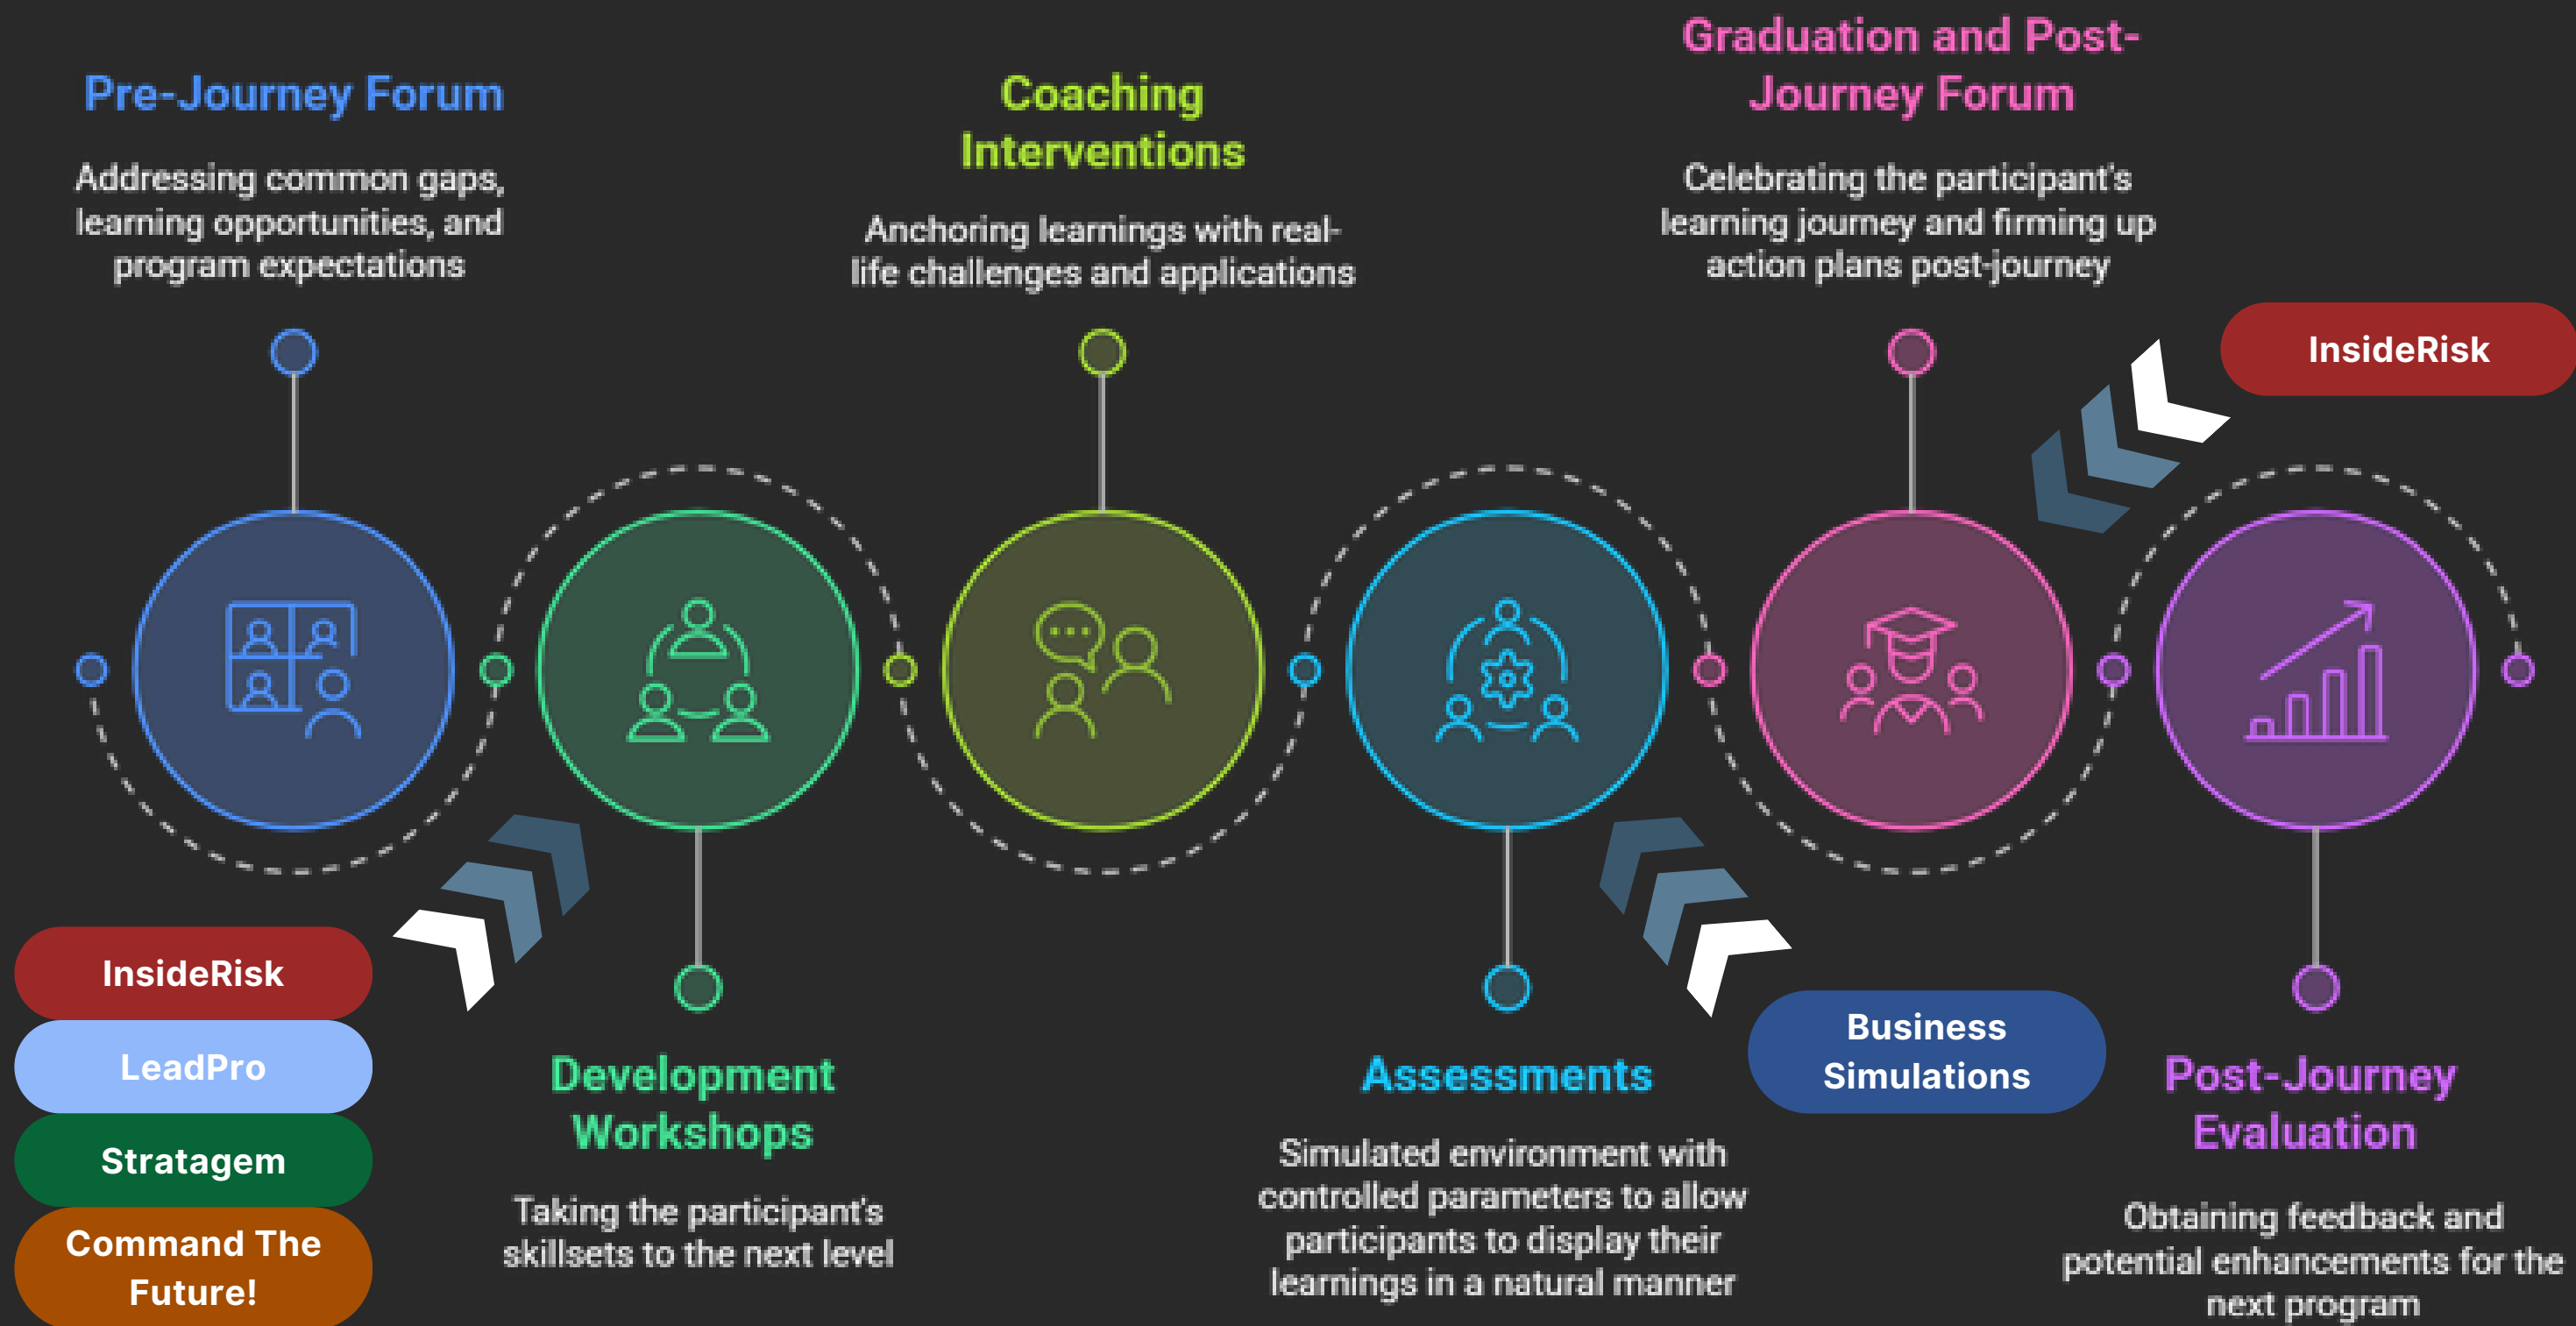 Pre-Journey Forum
Addressing common gaps,
learning opportunities, and
program expectations
Coaching
Interventions
Anchoring learnings with real-
life challenges and applications
Graduation and Post-
Journey Forum
Celebrating the participant's
learning journey and firming up
action plans post-journey
InsideRisk
InsideRisk
LeadPro
Stratagem
Command The
Future!
Development
Workshops
Taking the participant's
skillsets to the next level
Assessments
Simulated environment with
controlled parameters to allow
participants to display their
learnings in a natural manner
Business
Simulations
Post-Journey
Evaluation
Obtaining feedback and
potential enhancements for the
next program